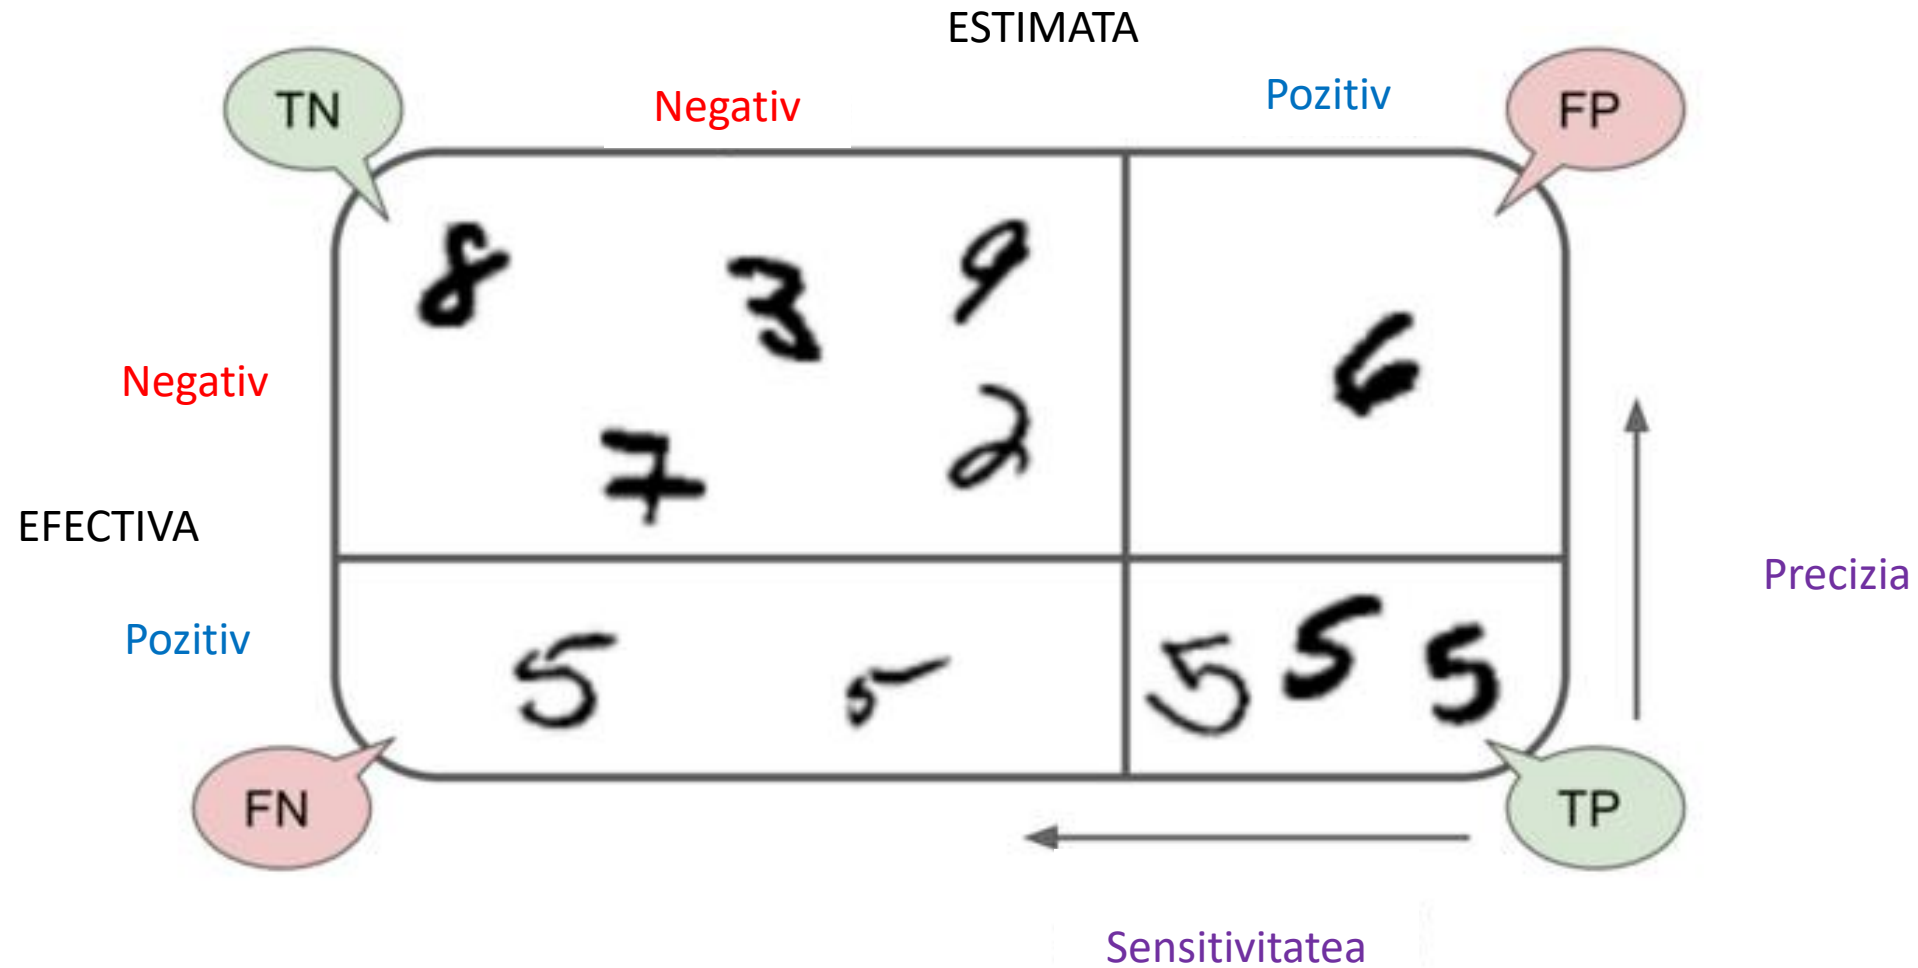 ESTIMATA
TN
Negativ
Pozitiv
FP
8
3
9
6
Negativ
7
2
EFECTIVA
Precizia
Pozitiv
5 5 5 5 5
FN
TP
Sensitivitatea